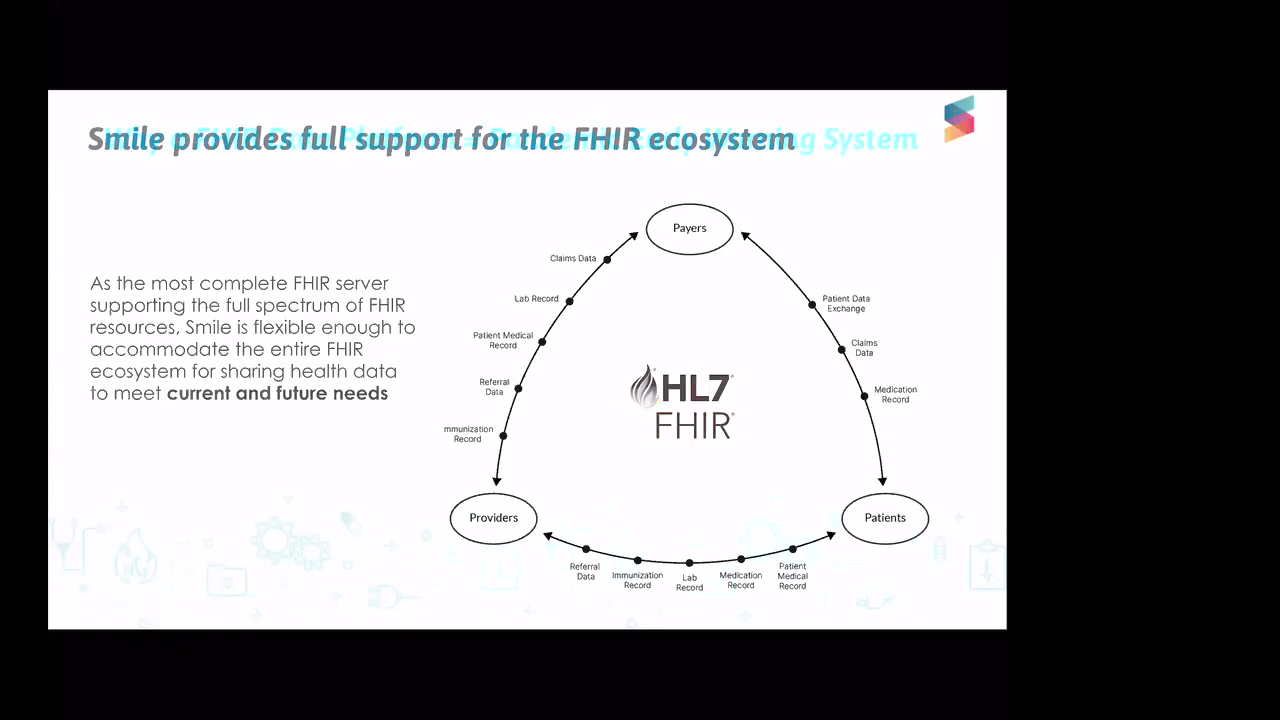 Smile provides full support for the FHIR ecosystem
As the most complete FHIR server
supporting the full spectrum of FHIR
resources, Smile is flexible enough to
accommodate the entire FHIR
ecosystem for sharing health data
to meet current and future needs
Payers
Claims Data
Lab Record
Patient Medical
Record
Referral
Data
mmunization
Record
Patient Data
Exchange
Claims
Data
Medication
Record
HL7
FHIR
Providers
Patients
Referral
Data
Immunization
Record
Lab
Record
Medication
Record
Patient
Medical
Record
System